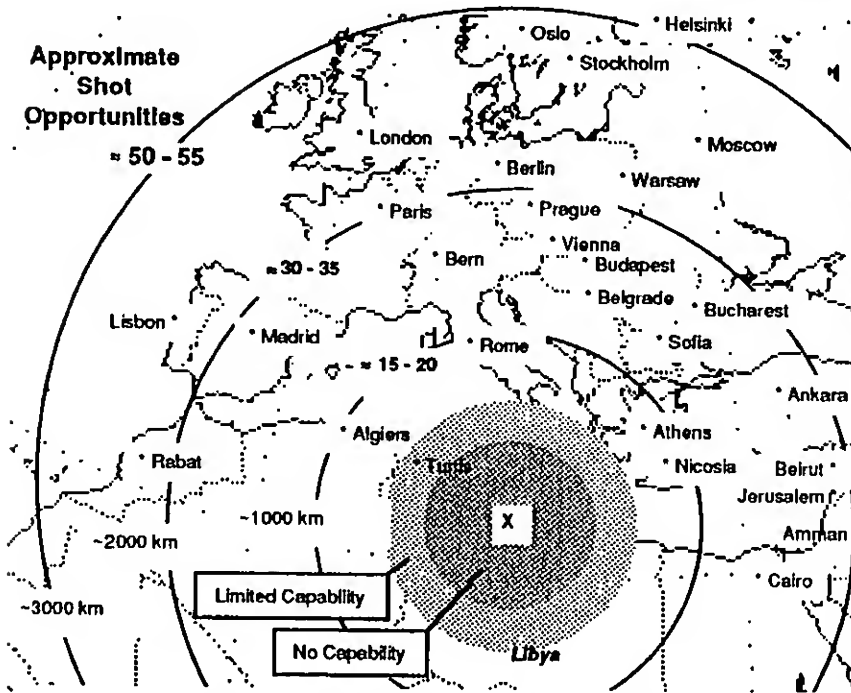 Helsinki
Oslo
Approximate
Shot
Opportunities
≈ 50 - 55
Stockholm
London
Moscow
Berlin
Warsaw
Paris
Prague
Vienna
Bern
Budapest
≈ 30 - 35
Belgrade
Bucharest
Lisbon
Madrid
Rome
Sofia
≈ 15 - 20
Ankara
Algiers
Athens
Rabat
Tunis
Nicosia
Beirut
Jerusalem
~1000 km
X
~2000 km
Amman
Cairo
Limited Capability
~3000 km
No Capability
Libya